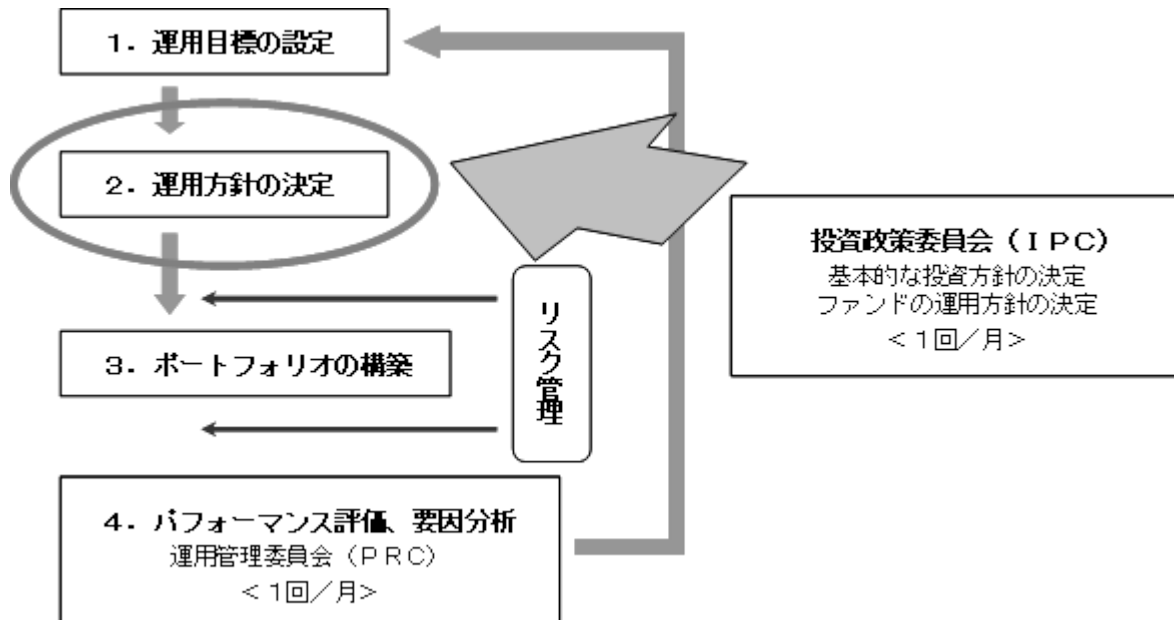 １．運用目標の設定
２．運用方針の決定
投資政策委員会（ＩＰＣ）
基本的な投資方針の決定
ファンドの運用方針の決定
＜１回／月＞
リスク管理
３．ポートフォリオの構築
４．パフォーマンス評価、要因分析
運用管理委員会（ＰＲＣ）
＜１回／月＞